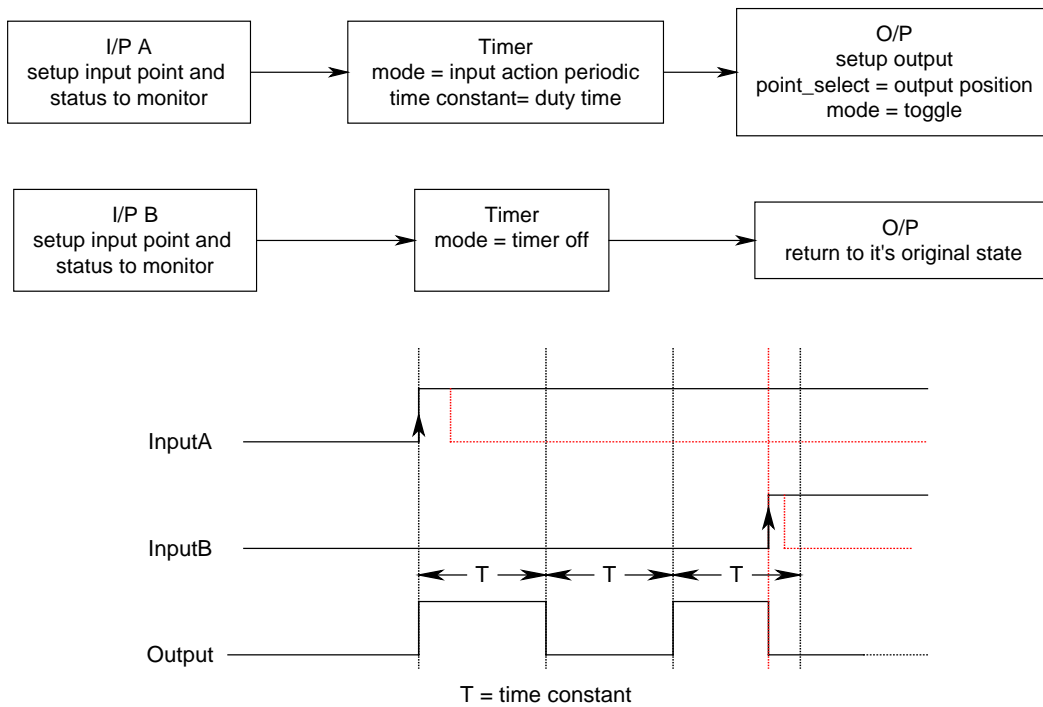 I/P A
setup input point and
status to monitor
Timer
mode = input action periodic
time constant= duty time
O/P
setup output
point_select = output position
mode = toggle
I/P B
setup input point and
status to monitor
Timer
mode = timer off
O/P
return to it's original state
InputA
InputB
T
T
T
Output
T = time constant